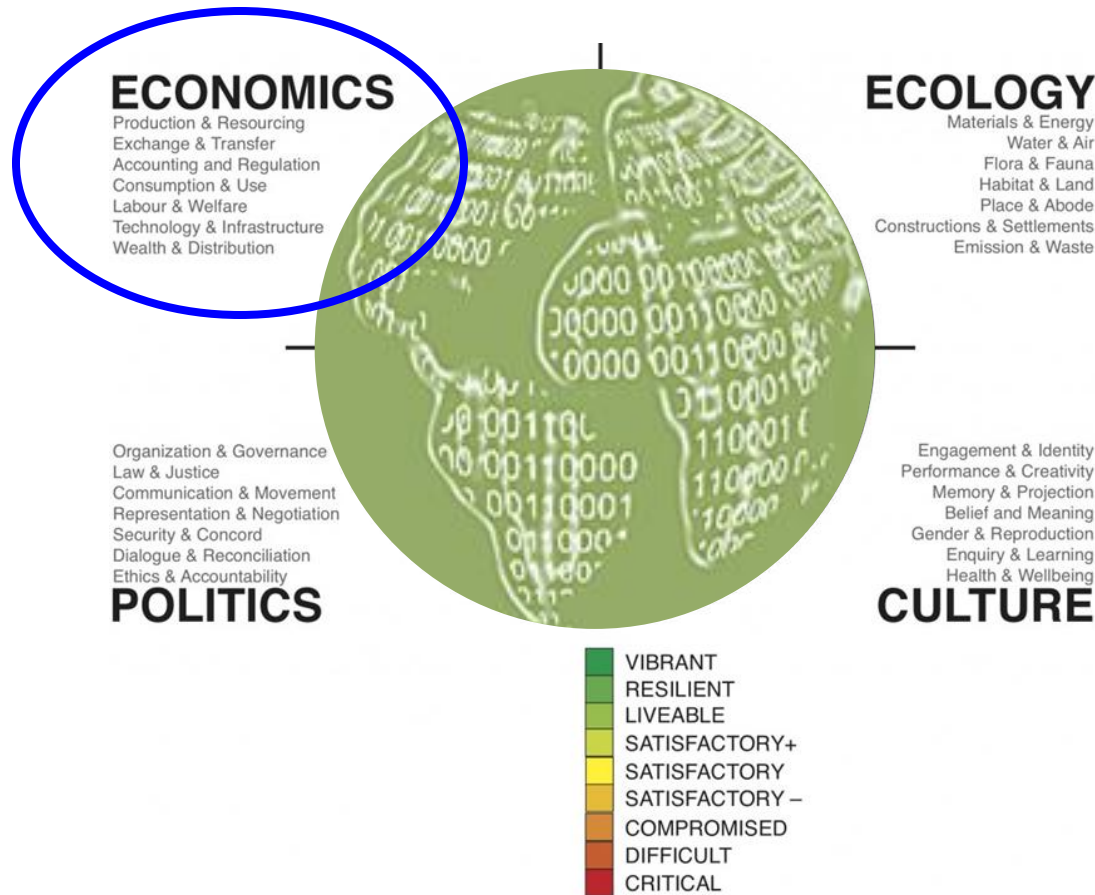 ECONOMICS
Production & Resourcing
Exchange & Transfer
Accounting and Regulation
Consumption & Use
Labour & Welfare
Technology & Infrastructure
Wealth & Distribution
ECOLOGY
Materials & Energy
Water & Air
Flora & Fauna
Habitat & Land
Place & Abode
Constructions & Settlements
Emission & Waste
Organization & Governance
Law & Justice
Communication & Movement
Representation & Negotiation
Security & Concord
Dialogue & Reconciliation
Ethics & Accountability
POLITICS
Engagement & Identity
Performance & Creativity
Memory & Projection
Belief and Meaning
Gender & Reproduction
Enquiry & Learning
Health & Wellbeing
CULTURE
VIBRANT
RESILIENT
LIVEABLE
SATISFACTORY+
SATISFACTORY
SATISFACTORY –
COMPROMISED
DIFFICULT
CRITICAL